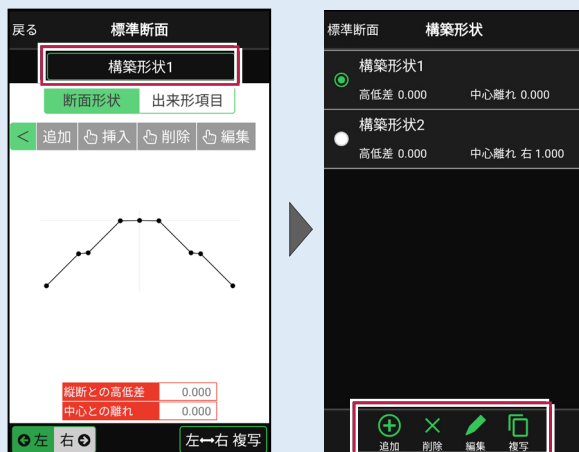 戻る 標準断面
構築形状1
断面形状 出来形項目
< 追加 挿入 削除 編集
縦断との高低差 0.000
中心との離れ 0.000
左 右 左↔右 複写
標準断面 構築形状
構築形状1
高低差 0.000 中心離れ 0.000
構築形状2
高低差 0.000 中心離れ 右 1.000
追加 削除 編集 複写